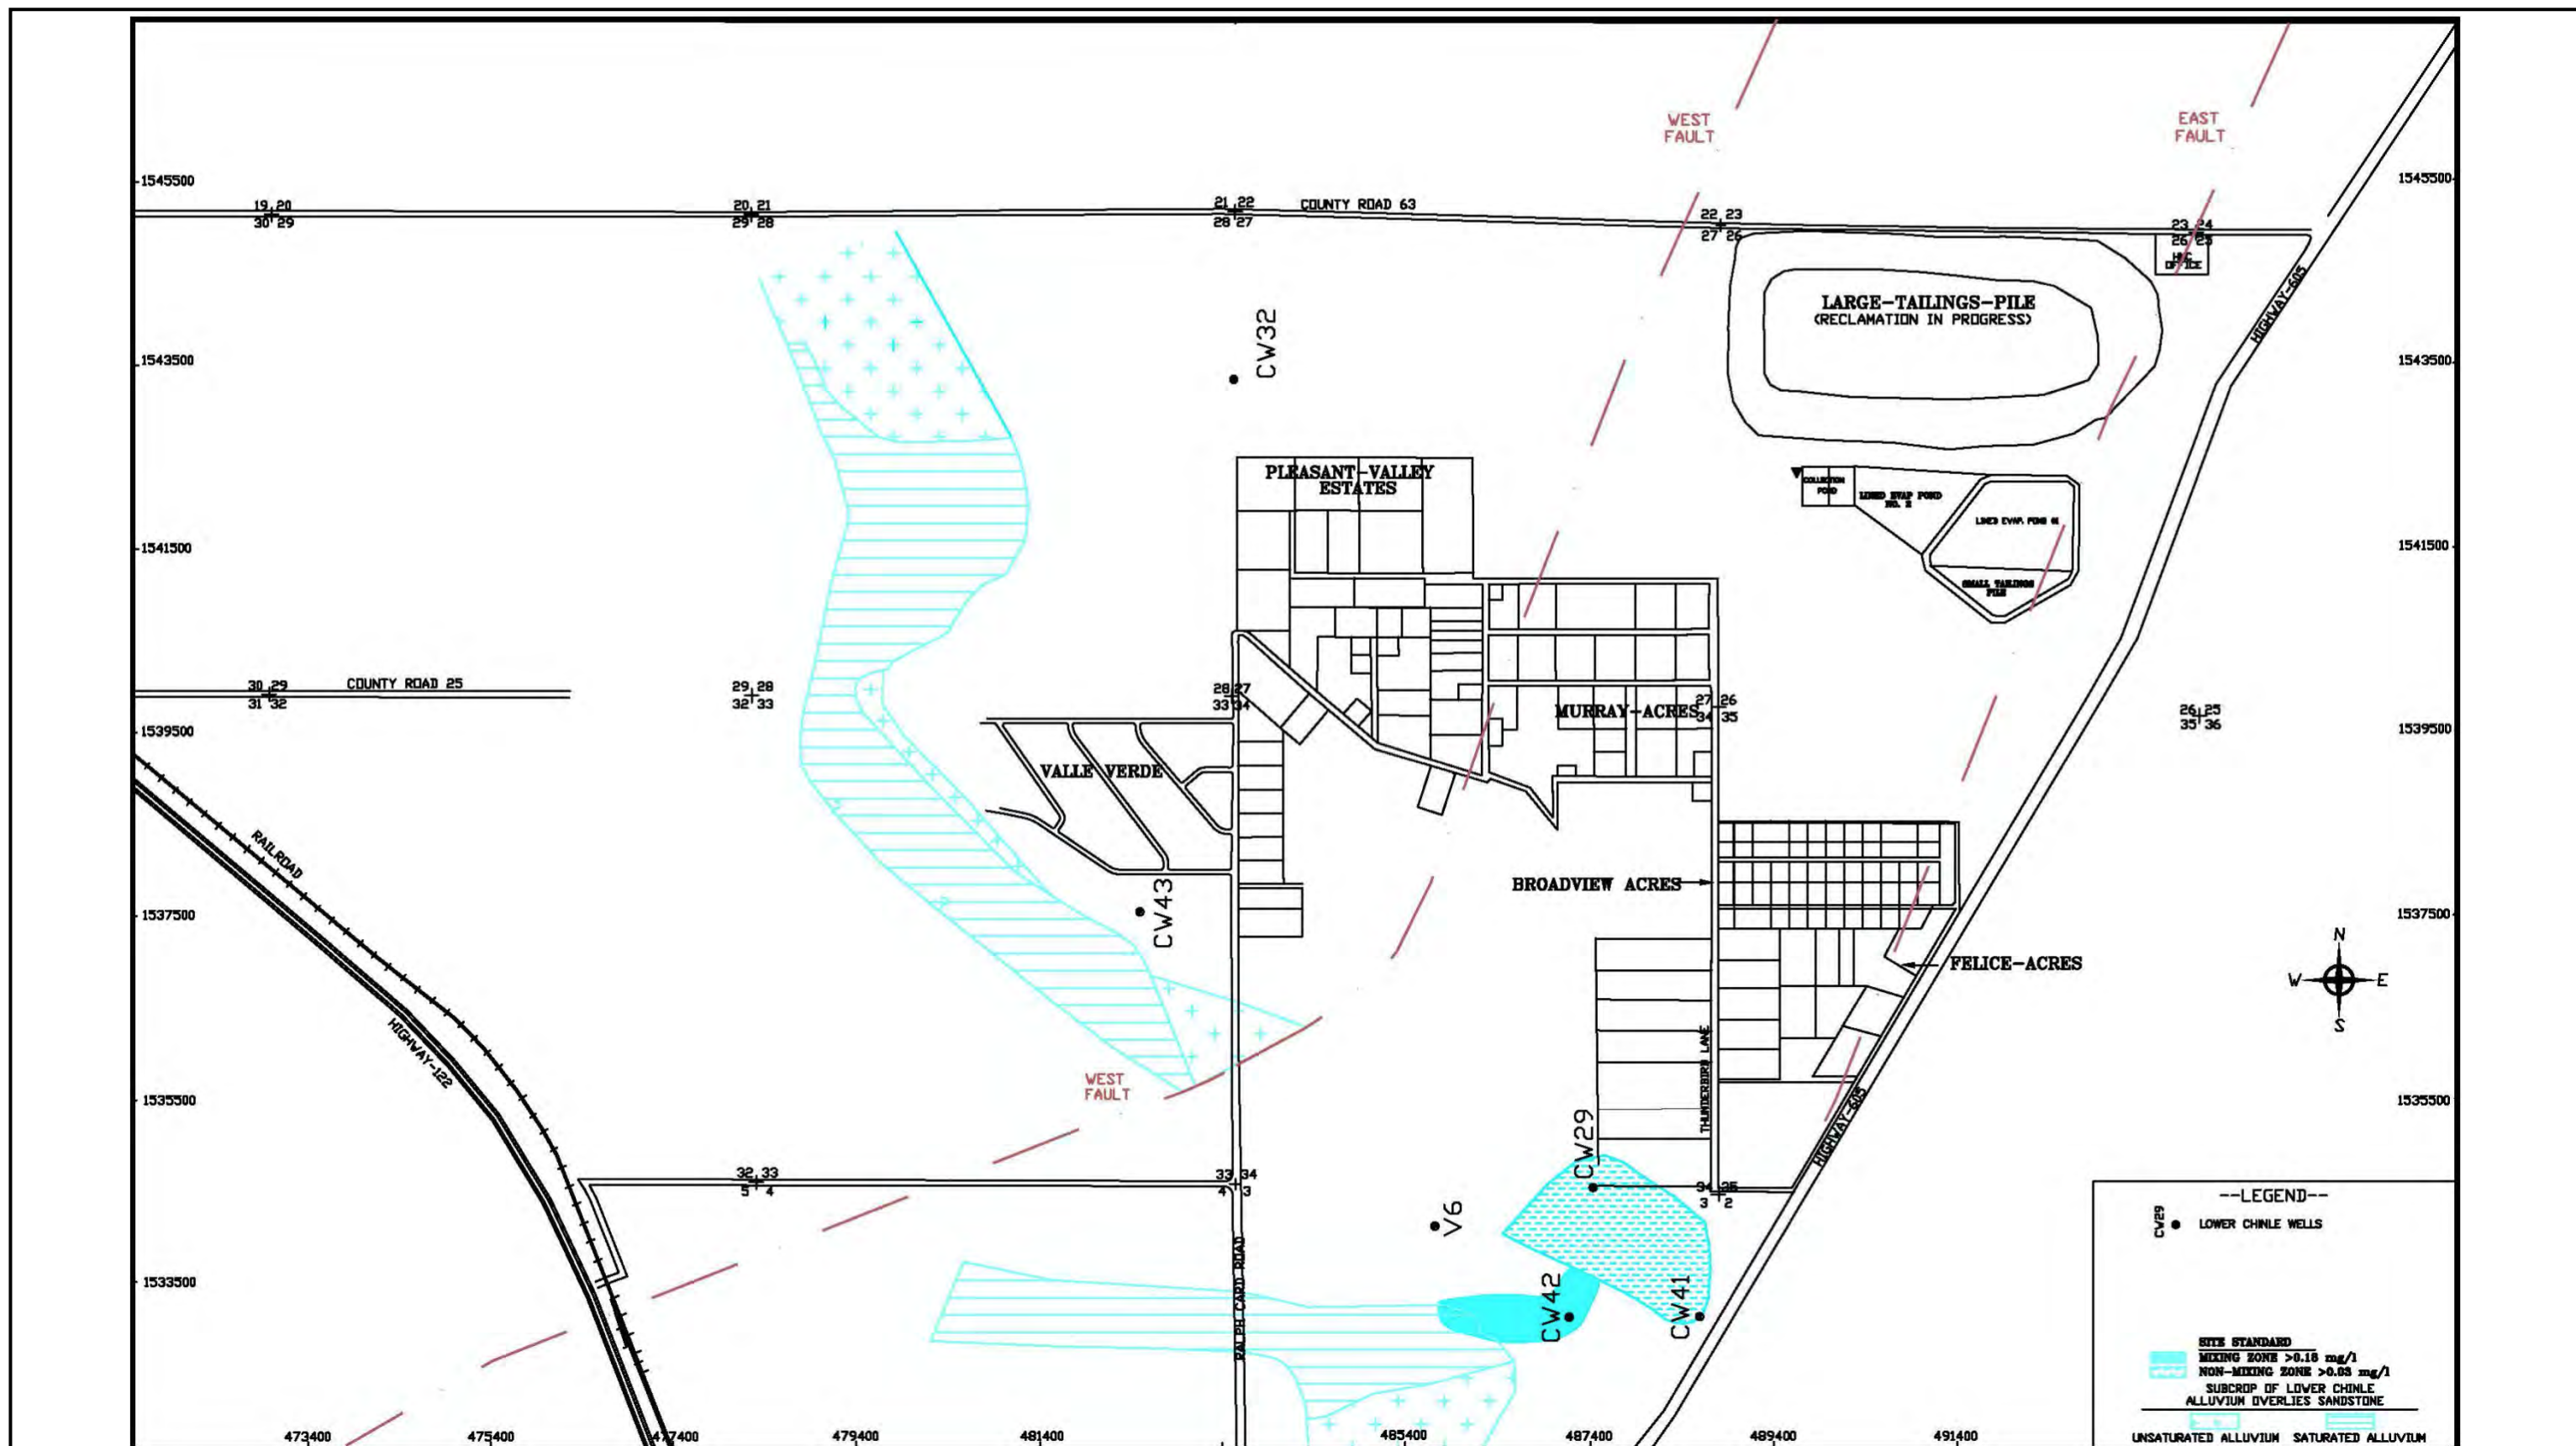 WEST
FAULT
EAST
FAULT
1545500
1545500
19 20
30 29
20 21
29 28
21 22
28 27
COUNTY ROAD 63
22 23
27 26
23 24
26 25
HMC
OFFICE
LARGE-TAILINGS-PILE
(RECLAMATION IN PROGRESS)
HIGHWAY-605
CW32
1543500
1543500
PLEASANT-VALLEY
ESTATES
COLLECTION
POND
LINED EVAP POND
NO. 2
LINED EVAP. POND #1
1541500
1541500
SMALL TAILINGS
PILE
30 29
31 32
COUNTY ROAD 25
29 28
32 33
28 27
33 34
27 26
34 35
26 25
35 36
MURRAY-ACRES
1539500
1539500
VALLE VERDE
RAILROAD
BROADVIEW ACRES
CW43
1537500
1537500
FELICE-ACRES
N
W E
S
HIGHWAY-122
THUNDERBIRD LANE
WEST
FAULT
1535500
1535500
HIGHWAY-605
CW29
32 33
5 4
33 34
4 3
34 35
3 2
V6
--LEGEND--
CW29
LOWER CHINLE WELLS
RALPH CARD ROAD
CW42
CW41
1533500
SITE STANDARD
MIXING ZONE >0.18 mg/l
NON-MIXING ZONE >0.03 mg/l
SUBCROP OF LOWER CHINLE
ALLUVIUM OVERLIES SANDSTONE
UNSATURATED ALLUVIUM SATURATED ALLUVIUM
473400
475400
477400
479400
481400
485400
487400
489400
491400